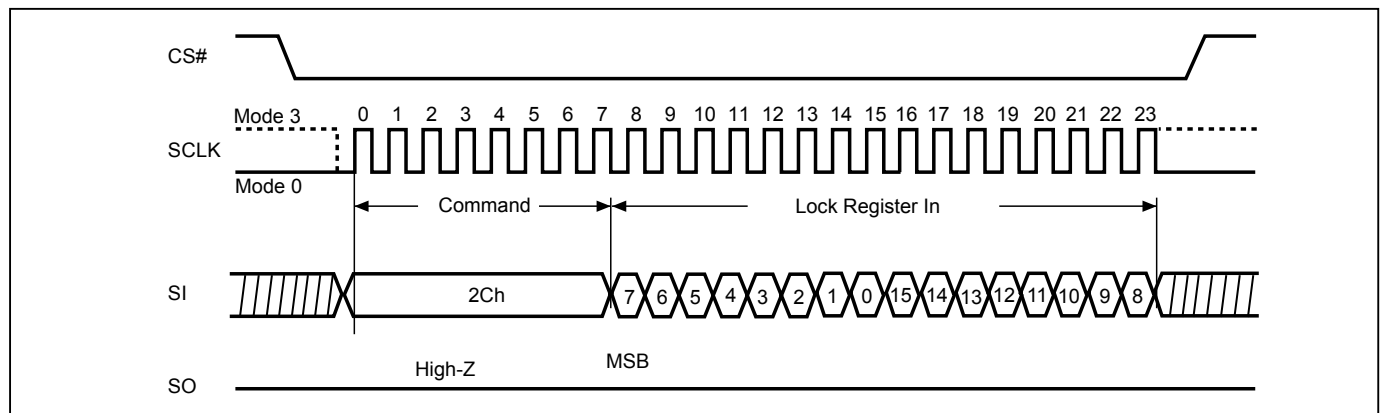 CS#
Mode 3 0 1 2 3 4 5 6 7 8 9 10 11 12 13 14 15 16 17 18 19 20 21 22 23
SCLK
Mode 0
Command Lock Register In
SI 2Ch 7 6 5 4 3 2 1 0 15 14 13 12 11 10 9 8
High-Z MSB
SO